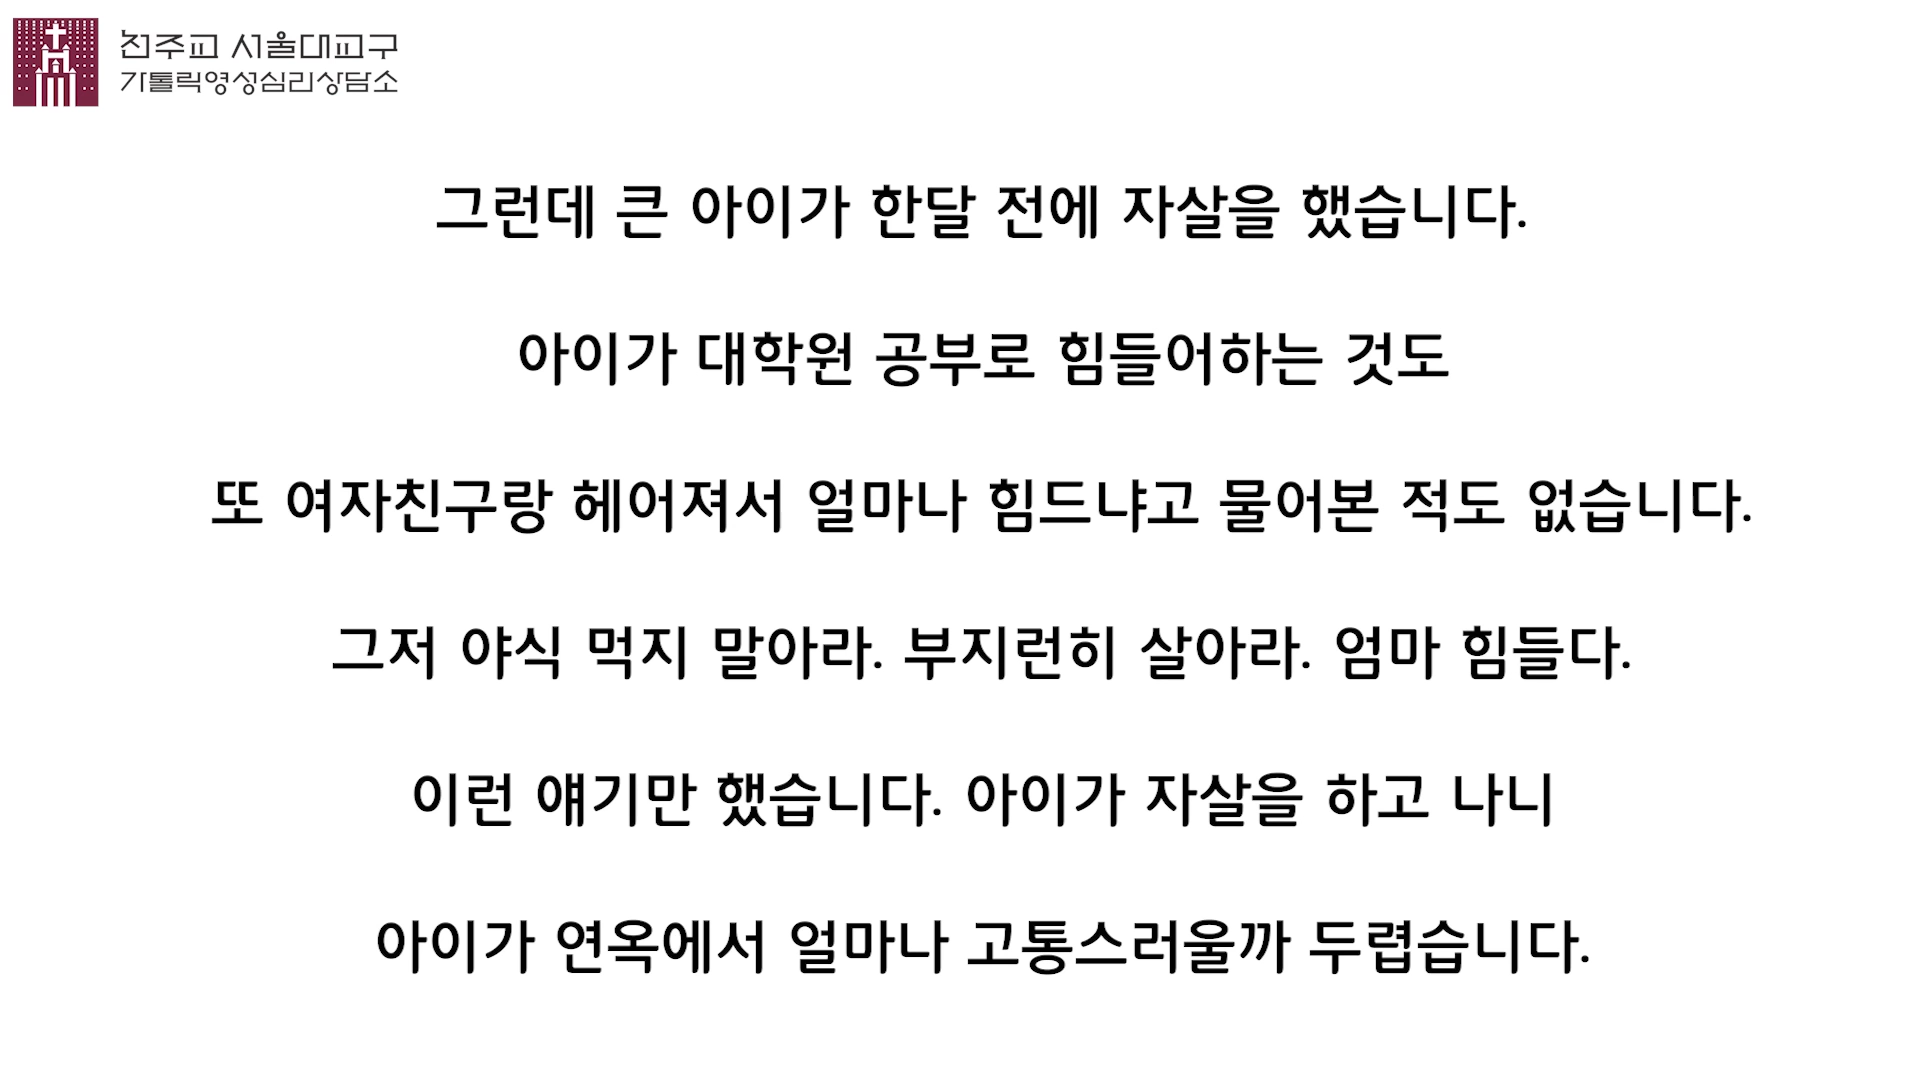 천주교 서울대교구
가톨릭영성심리상담소
그런데 큰 아이가 한달 전에 자살을 했습니다.
아이가 대학원 공부로 힘들어하는 것도
또 여자친구랑 헤어져서 얼마나 힘드냐고 물어본 적도 없습니다.
그저 야식 먹지 말아라. 부지런히 살아라. 엄마 힘들다.
이런 얘기만 했습니다. 아이가 자살을 하고 나니
아이가 연옥에서 얼마나 고통스러울까 두렵습니다.